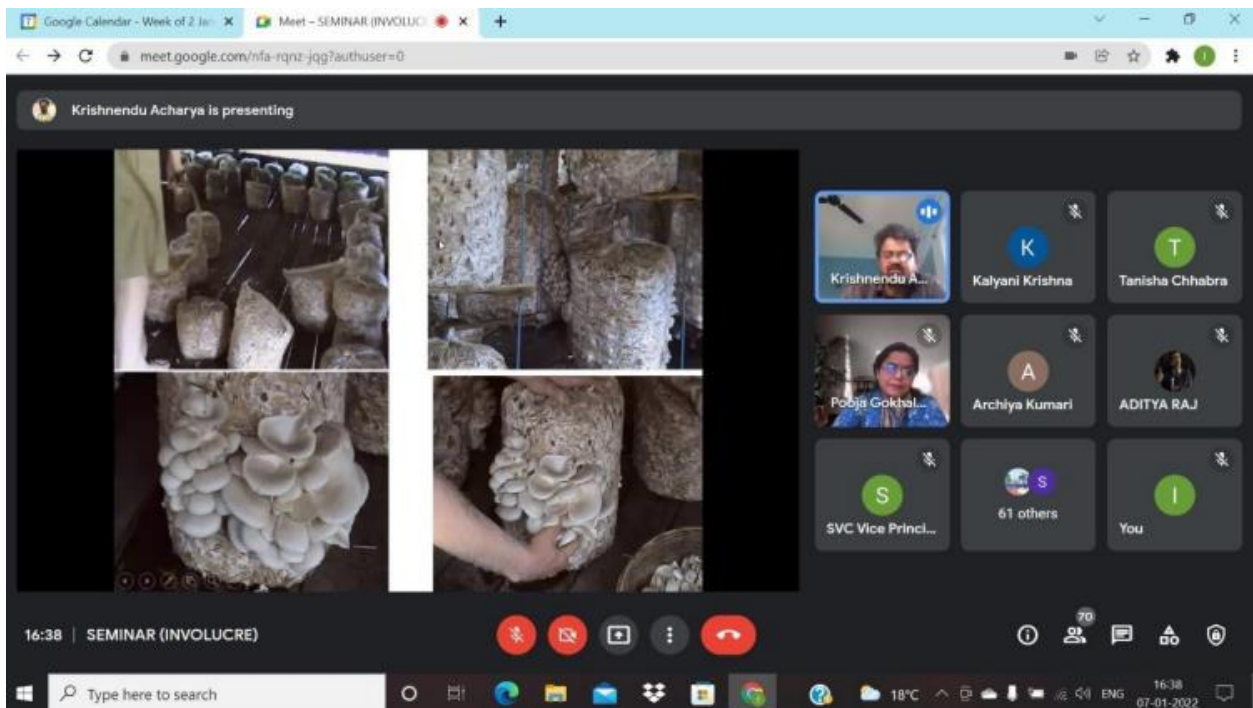 Google Calendar - Week of 2 Jan
Meet – SEMINAR (INVOLUC
meet.google.com/nfa-rqnz-jqg?authuser=0
Krishnendu Acharya is presenting
Krishnendu A...
K
Kalyani Krishna
T
Tanisha Chhabra
Pooja Gokhal...
A
Archiya Kumari
ADITYA RAJ
S
SVC Vice Princi...
S
61 others
I
You
16:38 | SEMINAR (INVOLUCRE)
70
Type here to search
18°C
ENG
16:38
07-01-2022